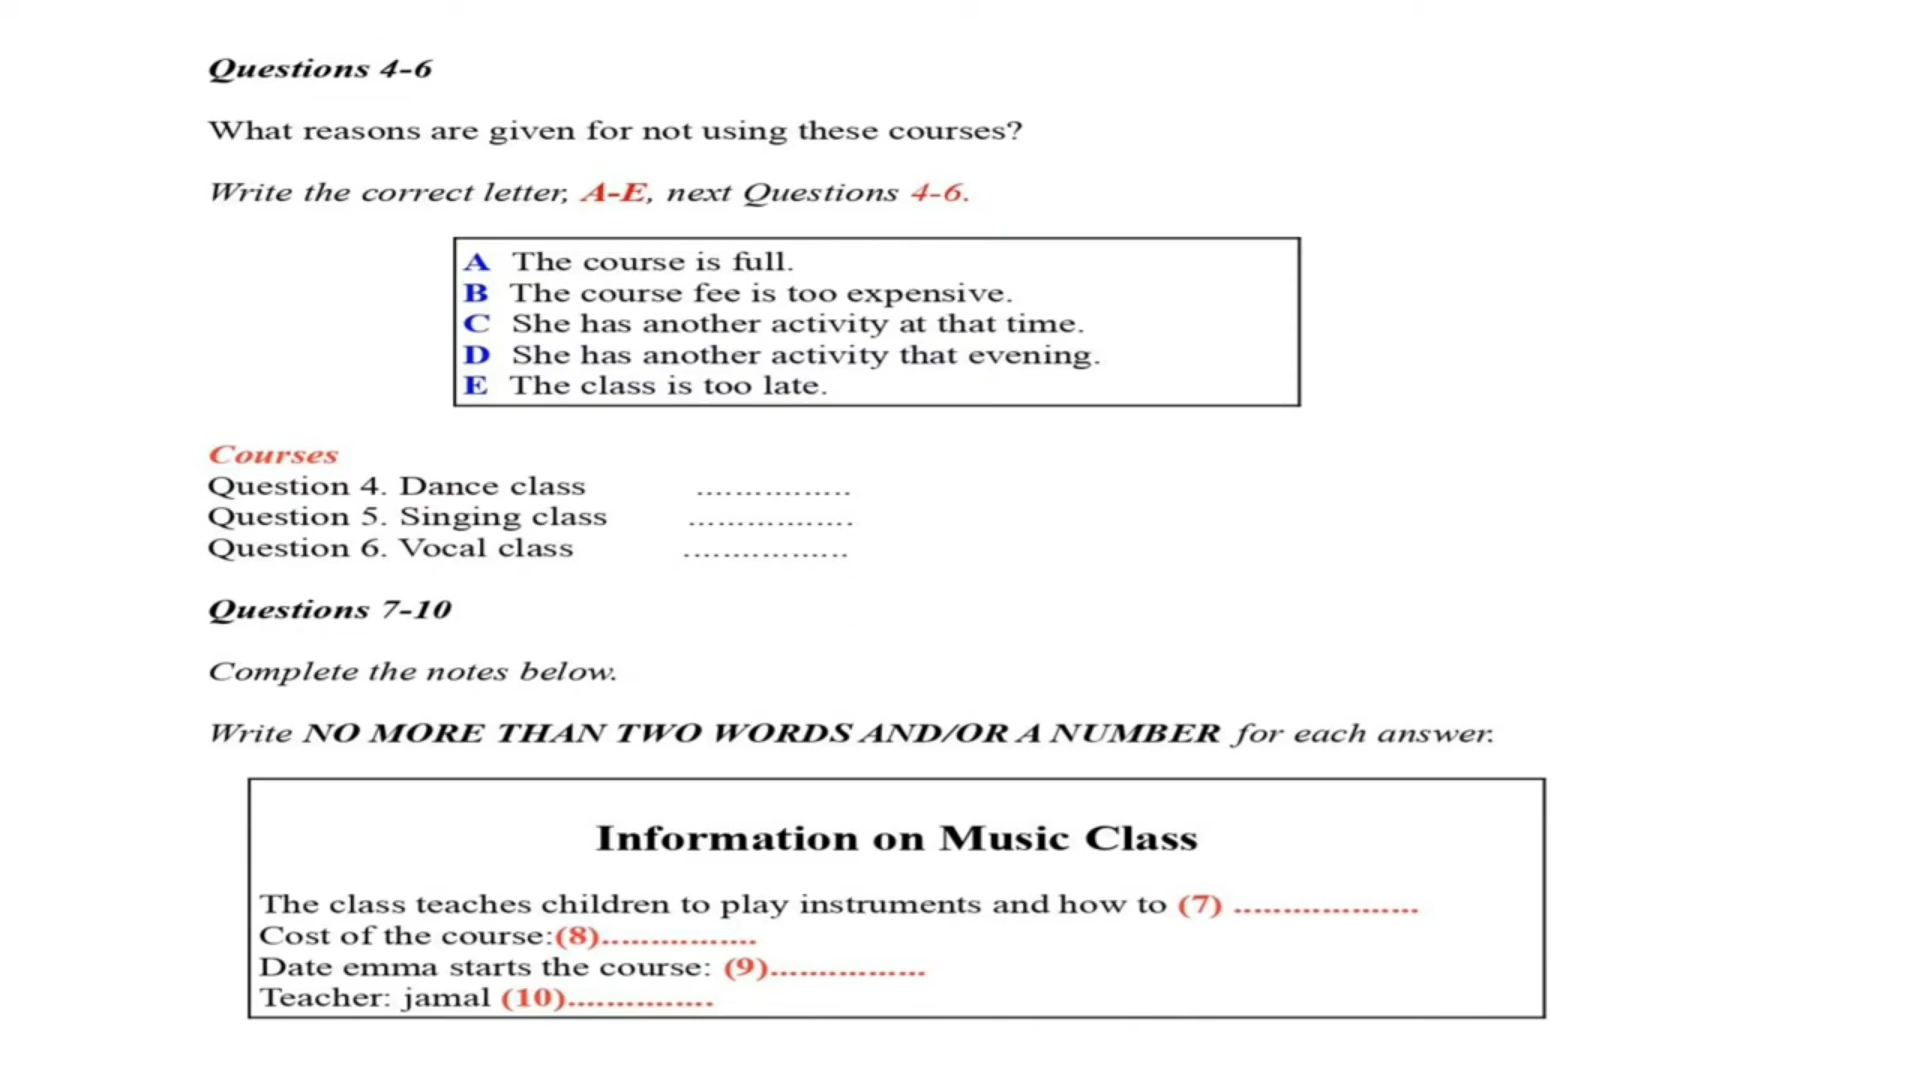 Questions 4-6
What reasons are given for not using these courses?
Write the correct letter, A-E, next Questions 4-6.
A The course is full.
B The course fee is too expensive.
C She has another activity at that time.
D She has another activity that evening.
E The class is too late.
Courses
Question 4. Dance class ................
Question 5. Singing class .................
Question 6. Vocal class .................
Questions 7-10
Complete the notes below.
Write NO MORE THAN TWO WORDS AND/OR A NUMBER for each answer.
Information on Music Class
The class teaches children to play instruments and how to (7) ...................
Cost of the course:(8)................
Date emma starts the course: (9)................
Teacher: jamal (10)...............